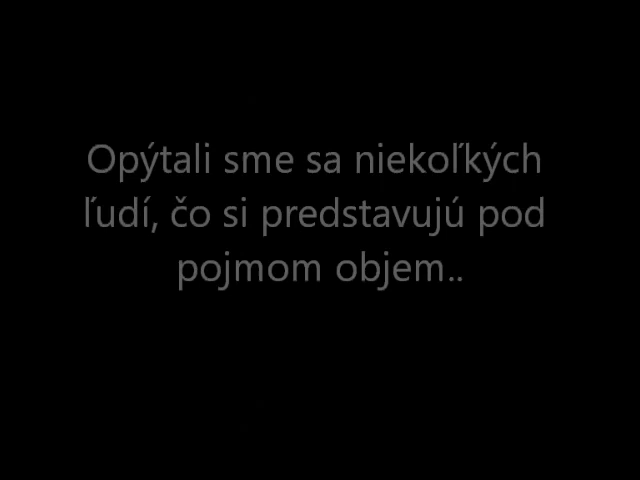 Opýtali sme sa niekoľkých
ľudí, čo si predstavujú pod
pojmom objem..